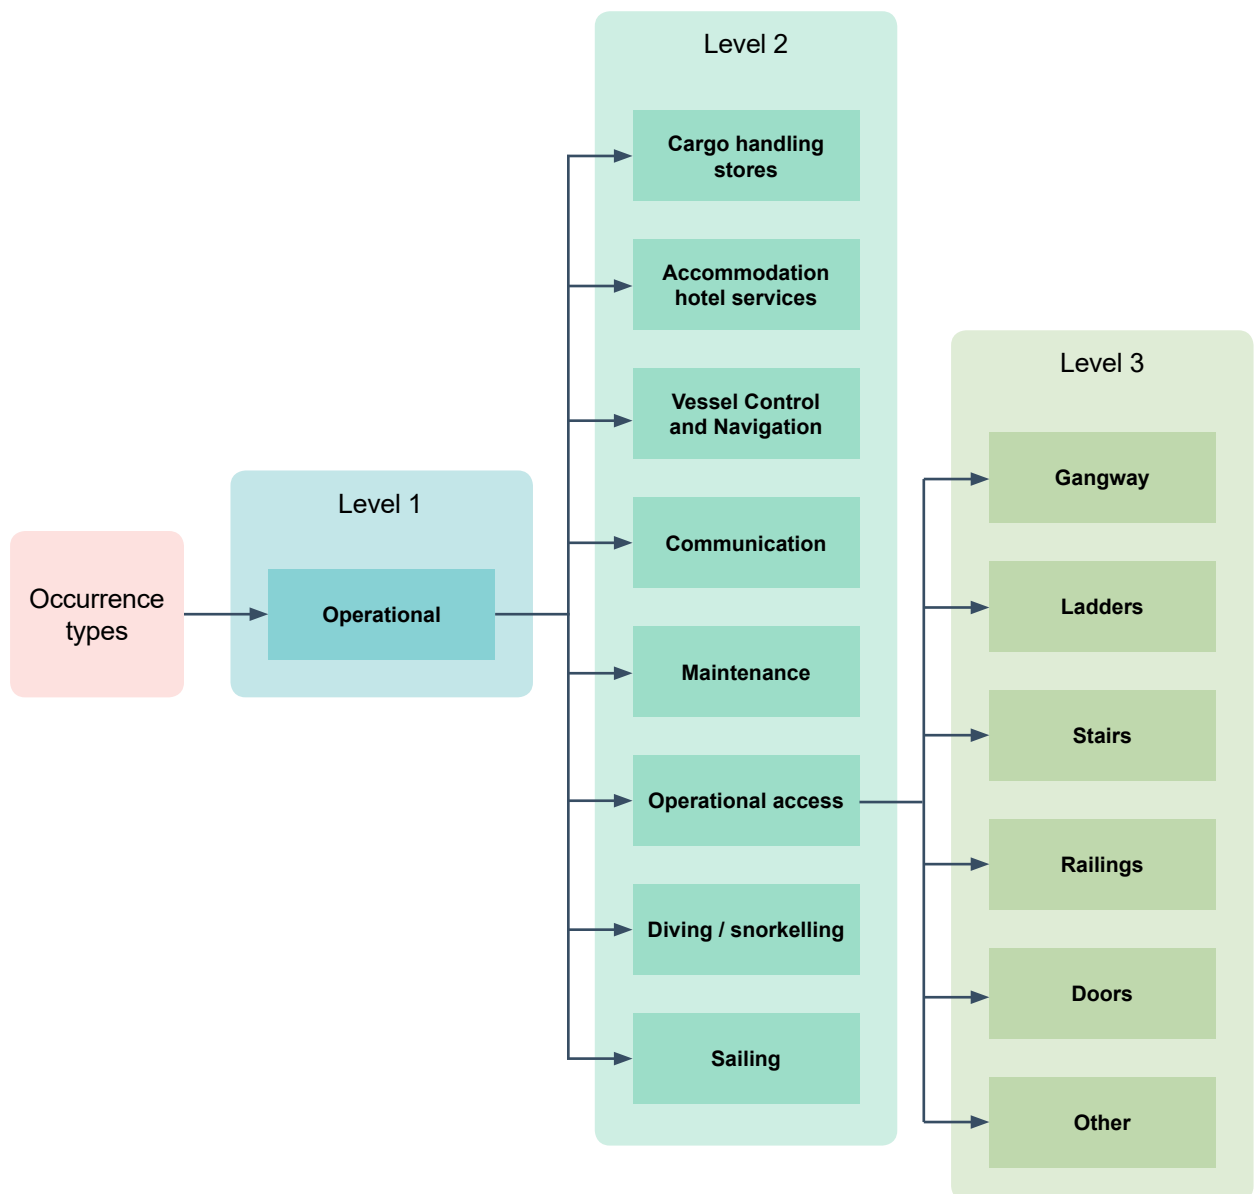 Occurrence
types
Level 1
Operational
Level 2
Cargo handling
stores
Accommodation
hotel services
Vessel Control
and Navigation
Communication
Maintenance
Operational access
Diving / snorkelling
Sailing
Level 3
Gangway
Ladders
Stairs
Railings
Doors
Other